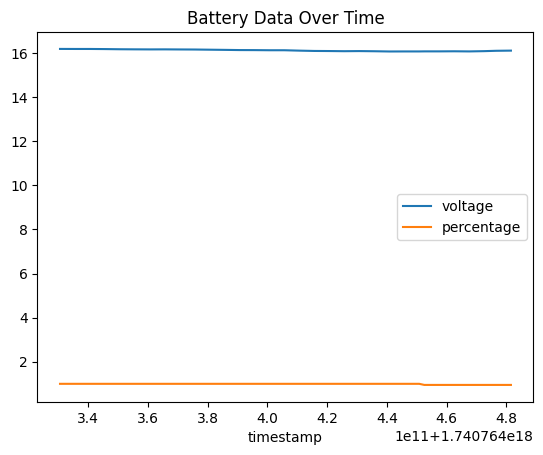 Battery Data Over Time
16
14
12
10
8
6
4
2
voltage
percentage
3.4 3.6 3.8 4.0 4.2 4.4 4.6 4.8
timestamp
1e11+1.740764e18